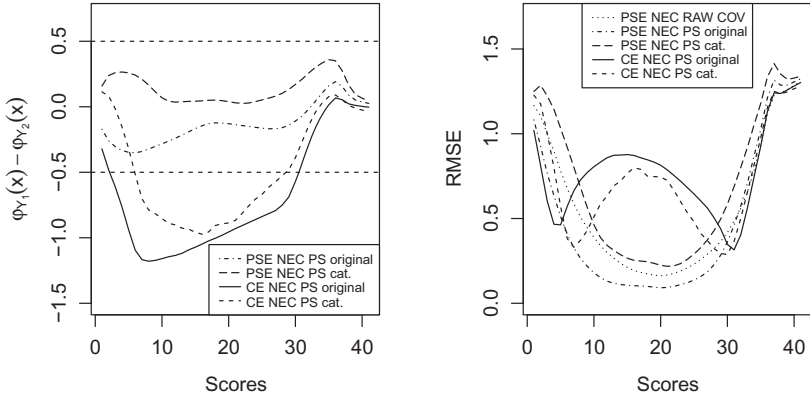 φY1(x) − φY2(x)
0.5
0.0
−0.5
−1.0
−1.5
0 10 20 30 40
Scores
PSE NEC PS original
PSE NEC PS cat.
CE NEC PS original
CE NEC PS cat.
RMSE
1.5
1.0
0.5
0.0
0 10 20 30 40
Scores
PSE NEC RAW COV
PSE NEC PS original
PSE NEC PS cat.
CE NEC PS original
CE NEC PS cat.